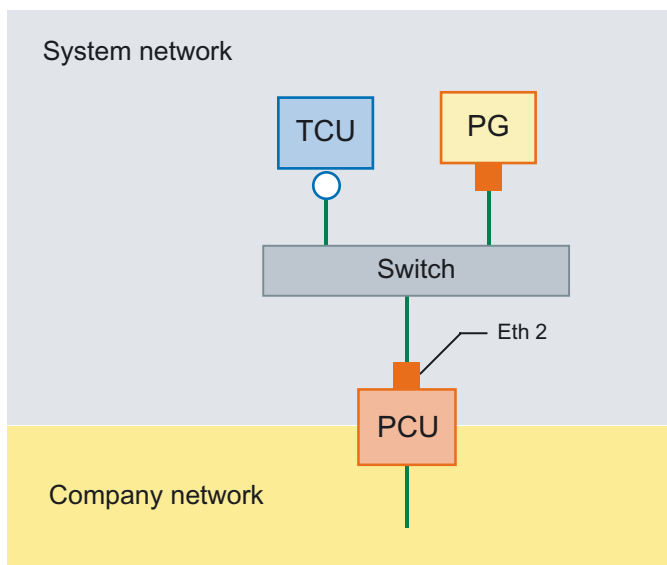 System network
TCU
PG
Switch
Eth 2
PCU
Company network